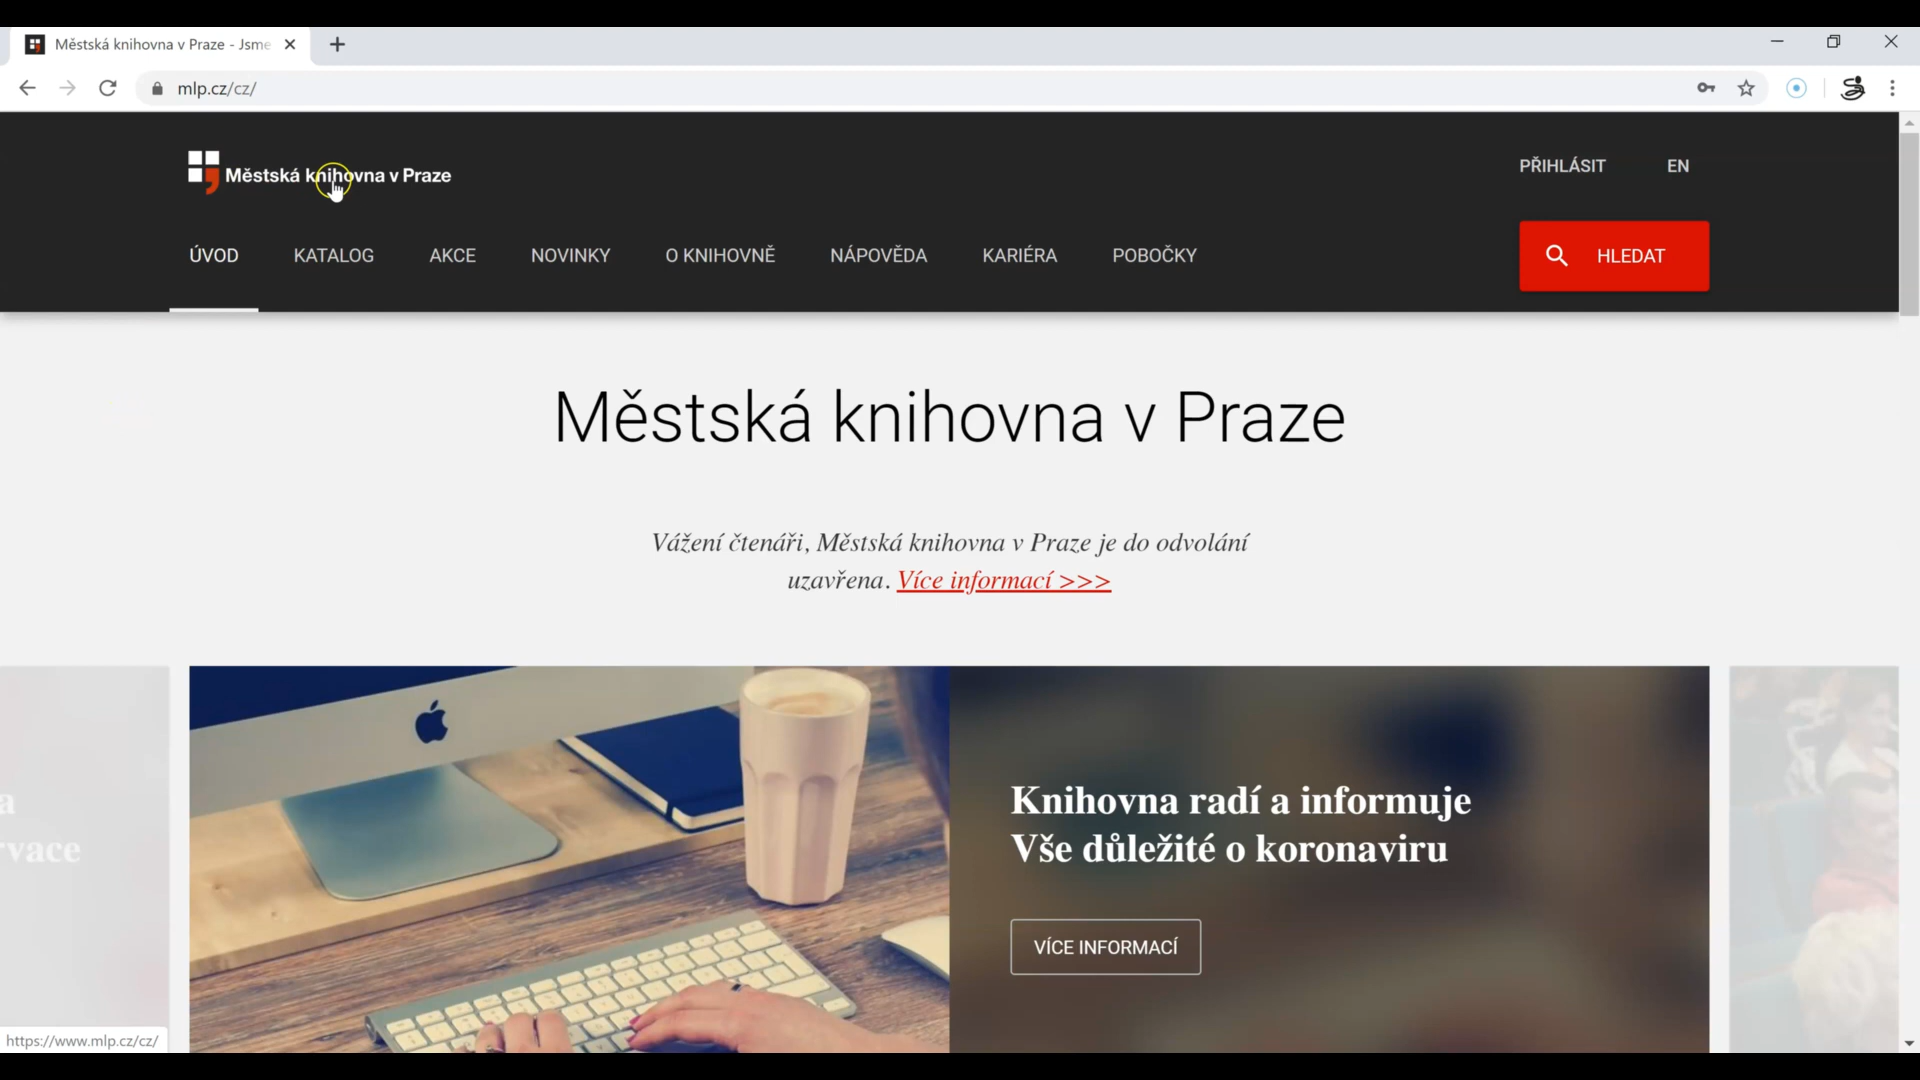 Městská knihovna v Praze - Jsme
mlp.cz/cz/
Městská knihovna v Praze
PŘIHLÁSIT
EN
ÚVOD
KATALOG
AKCE
NOVINKY
O KNIHOVNĚ
NÁPOVĚDA
KARIÉRA
POBOČKY
HLEDAT
Městská knihovna v Praze
Vážení čtenáři, Městská knihovna v Praze je do odvolání
uzavřena. Více informací >>>
a
rvace
Knihovna radí a informuje
Vše důležité o koronaviru
VÍCE INFORMACÍ
https://www.mlp.cz/cz/